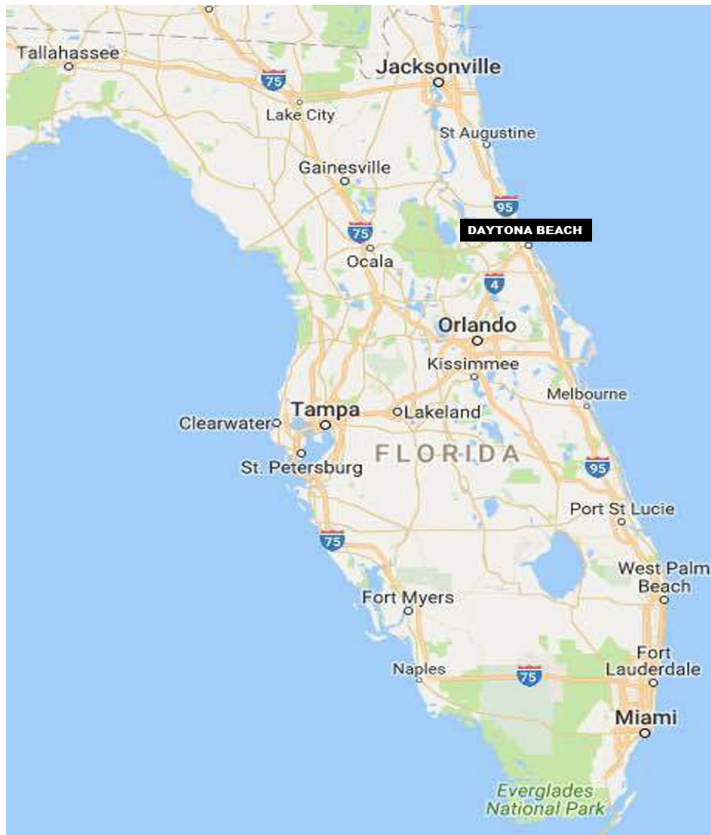 Tallahassee
Jacksonville
75
Lake City
St Augustine
Gainesville
95
75
DAYTONA BEACH
Ocala
4
Orlando
Kissimmee
Melbourne
Tampa
Lakeland
Clearwater
FLORIDA
St. Petersburg
95
Port St Lucie
75
West Palm
Beach
Fort Myers
Fort
Lauderdale
Naples
75
Miami
Everglades
National Park